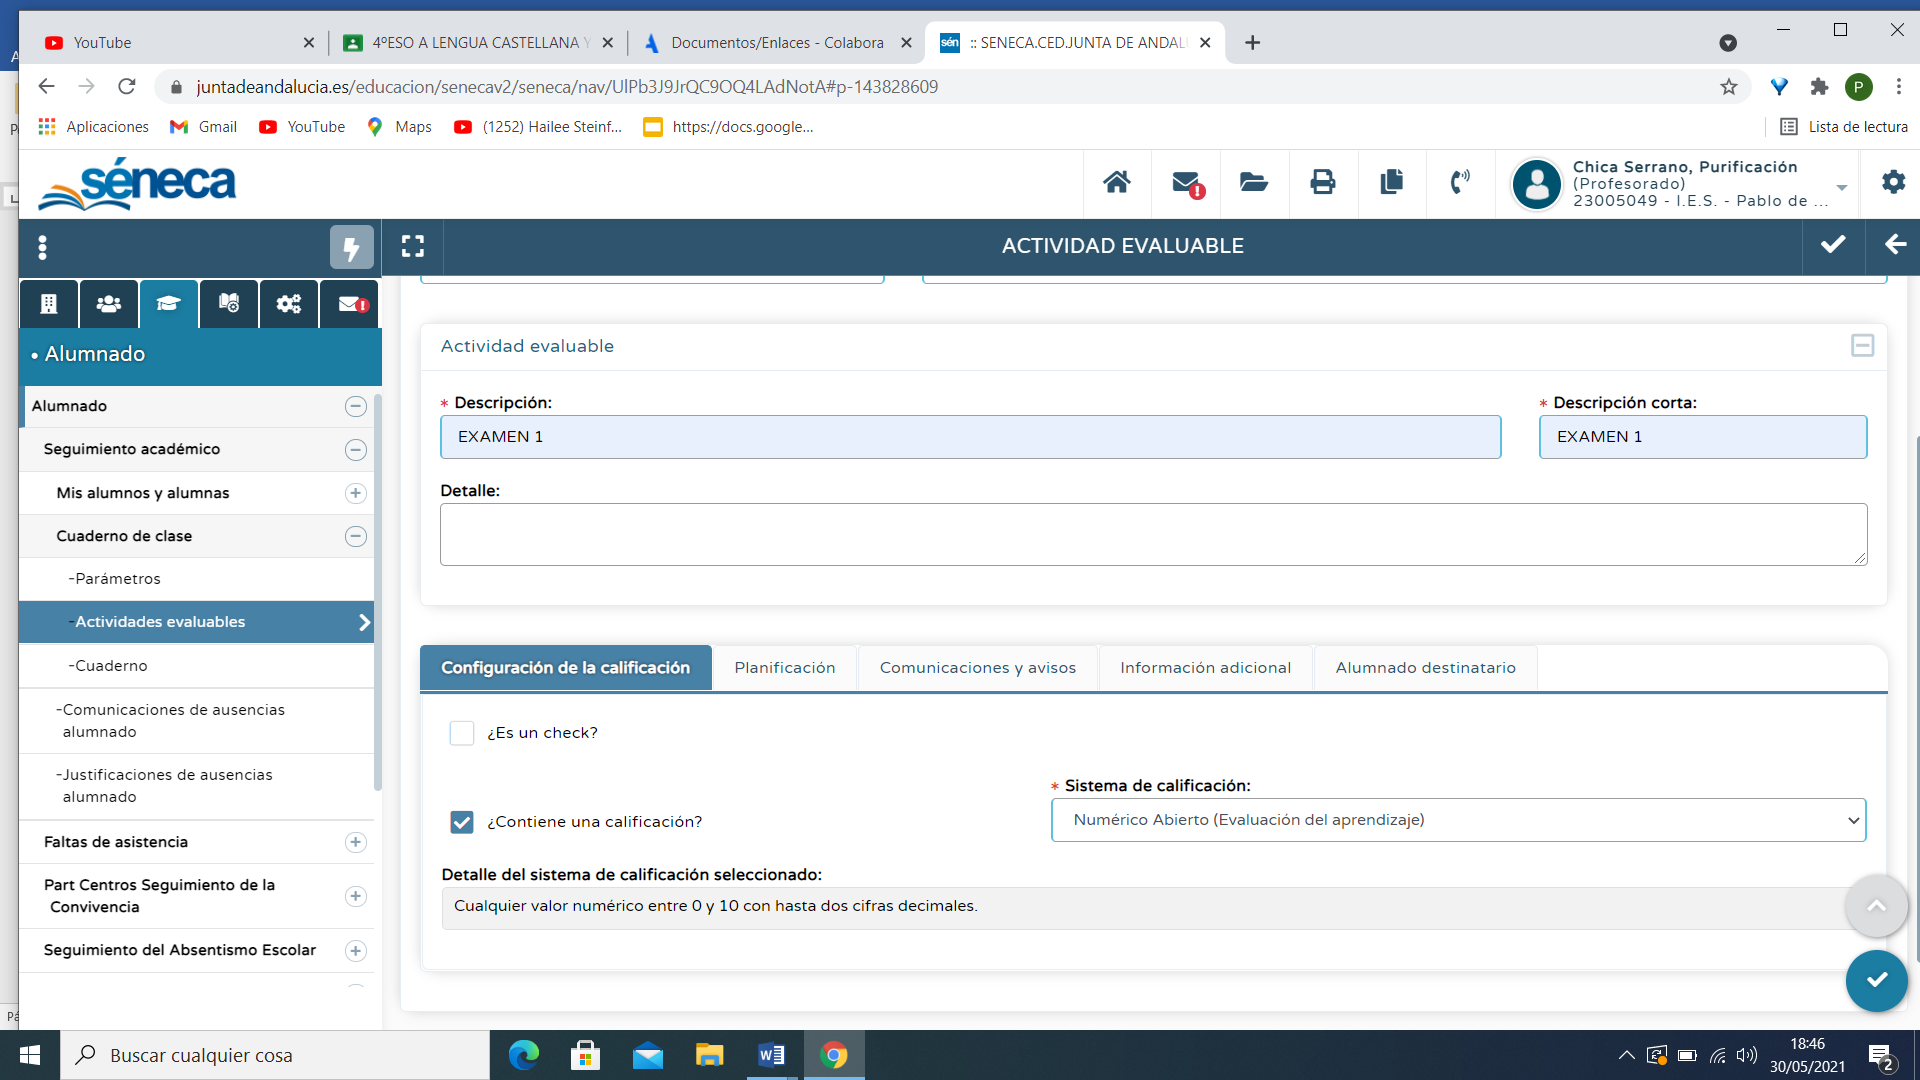 YouTube
4ºESO A LENGUA CASTELLANA Y
Documentos/Enlaces - Colabora
sén :: SENECA.CED.JUNTA DE ANDAL
juntadeandalucia.es/educacion/senecav2/seneca/nav/UlPb3J9JrQC9OQ4LAdNotA#p-143828609
P
Aplicaciones
Gmail
YouTube
Maps
(1252) Hailee Steinf...
https://docs.google...
Lista de lectura
séneca
Chica Serrano, Purificación
(Profesorado)
23005049 - I.E.S. - Pablo de ...
ACTIVIDAD EVALUABLE
• Alumnado
Alumnado
Seguimiento académico
Mis alumnos y alumnas
Cuaderno de clase
-Parámetros
-Actividades evaluables
-Cuaderno
-Comunicaciones de ausencias
alumnado
-Justificaciones de ausencias
alumnado
Faltas de asistencia
Part Centros Seguimiento de la
Convivencia
Seguimiento del Absentismo Escolar
Actividad evaluable
* Descripción:
EXAMEN 1
* Descripción corta:
EXAMEN 1
Detalle:
Configuración de la calificación
Planificación
Comunicaciones y avisos
Información adicional
Alumnado destinatario
¿Es un check?
¿Contiene una calificación?
* Sistema de calificación:
Numérico Abierto (Evaluación del aprendizaje)
Detalle del sistema de calificación seleccionado:
Cualquier valor numérico entre 0 y 10 con hasta dos cifras decimales.
Buscar cualquier cosa
18:46
30/05/2021
2